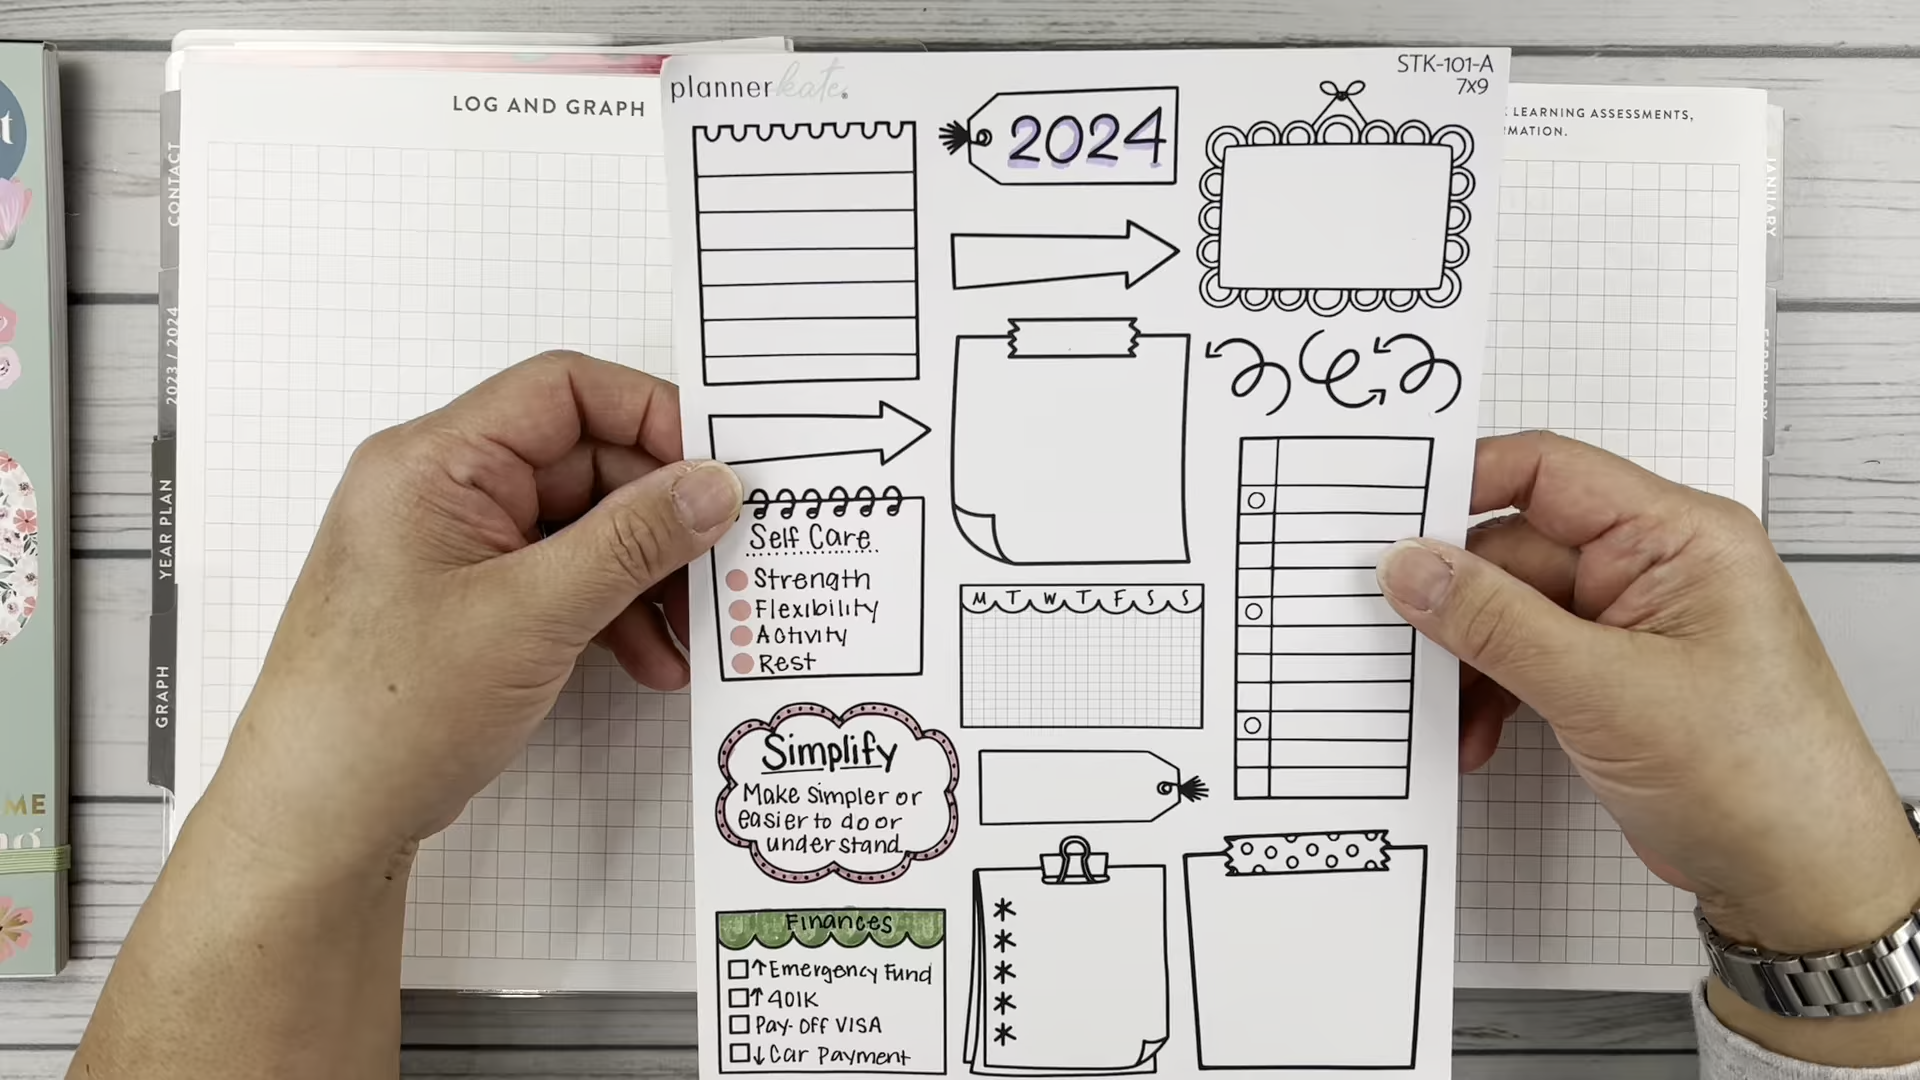 LOG AND GRAPH
planner kate®
STK-101-A
7x9
LEARNING ASSESSMENTS,
2024
CONTACT
2023 / 2024
YEAR PLAN
GRAPH
JANUARY
FEBRUARY
Self Care
Strength
Flexibility
Activity
Rest
M T W T F S S
Simplify
Make simpler or
easier to do or
understand.
Finances
↑ Emergency Fund
↑ 401K
Pay-Off VISA
↓ Car Payment
ME